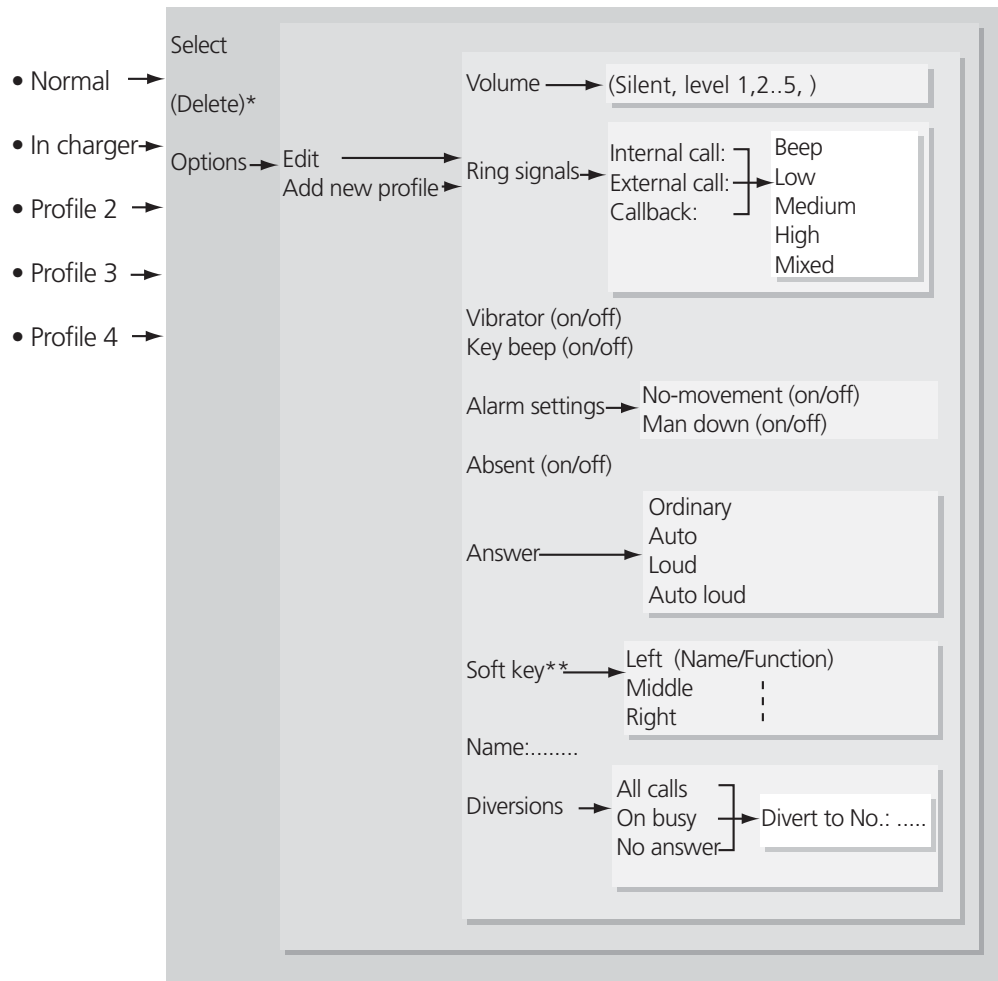 • Normal
• In charger
• Profile 2
• Profile 3
• Profile 4
Select
(Delete)*
Options
Edit
Add new profile
Volume
(Silent, level 1,2..5, )
Ring signals
Internal call:
External call:
Callback:
Beep
Low
Medium
High
Mixed
Vibrator (on/off)
Key beep (on/off)
Alarm settings
No-movement (on/off)
Man down (on/off)
Absent (on/off)
Answer
Ordinary
Auto
Loud
Auto loud
Soft key**
Left (Name/Function)
Middle
Right
Name:........
Diversions
All calls
On busy
No answer
Divert to No.: .....